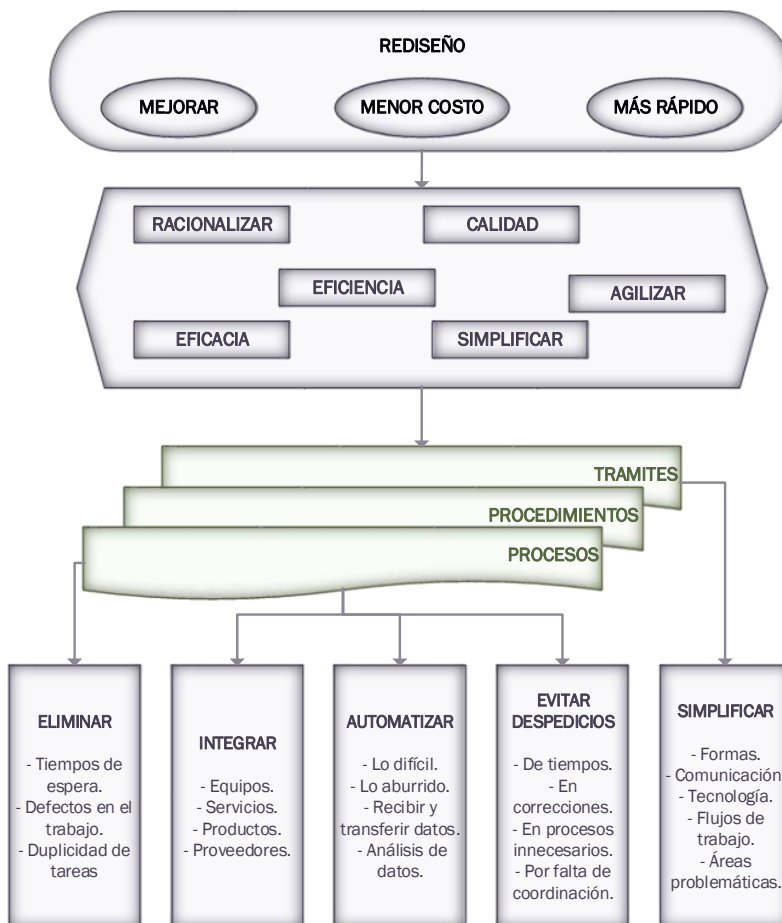 REDISEÑO
MEJORAR
MENOR COSTO
MÁS RÁPIDO
RACIONALIZAR
CALIDAD
EFICIENCIA
AGILIZAR
EFICACIA
SIMPLIFICAR
TRAMITES
PROCEDIMIENTOS
PROCESOS
ELIMINAR
- Tiempos de
espera.
- Defectos en el
trabajo.
- Duplicidad de
tareas
INTEGRAR
- Equipos.
- Servicios.
- Productos.
- Proveedores.
AUTOMATIZAR
- Lo difícil.
- Lo aburrido.
- Recibir y
transferir datos.
- Análisis de
datos.
EVITAR
DESPEDICIOS
- De tiempos.
- En
correcciones.
- En procesos
innecesarios.
- Por falta de
coordinación.
SIMPLIFICAR
- Formas.
- Comunicación
- Tecnología.
- Flujos de
trabajo.
- Áreas
problemáticas.